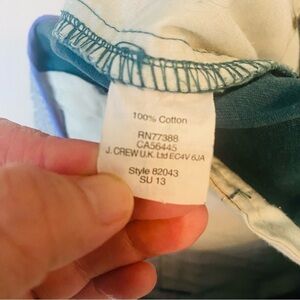 100% Cotton
RN77388
CA56445
J. CREW U.K. Ltd EC4V 6JA
Style 82043
SU 13